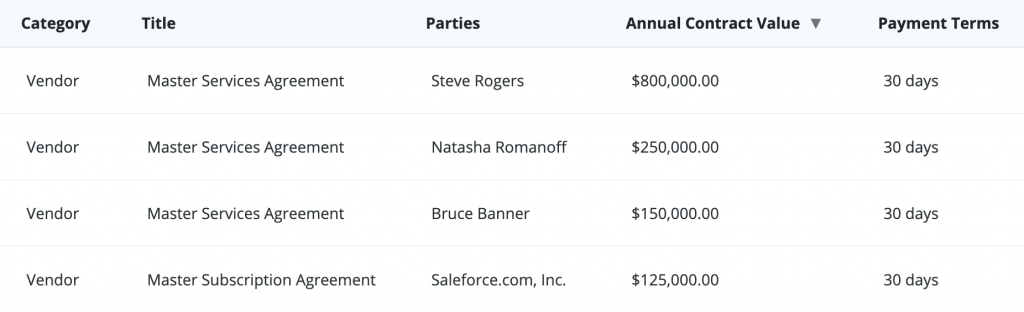 Category Title Parties Annual Contract Value ▼ Payment Terms
Vendor Master Services Agreement Steve Rogers $800,000.00 30 days
Vendor Master Services Agreement Natasha Romanoff $250,000.00 30 days
Vendor Master Services Agreement Bruce Banner $150,000.00 30 days
Vendor Master Subscription Agreement Saleforce.com, Inc. $125,000.00 30 days